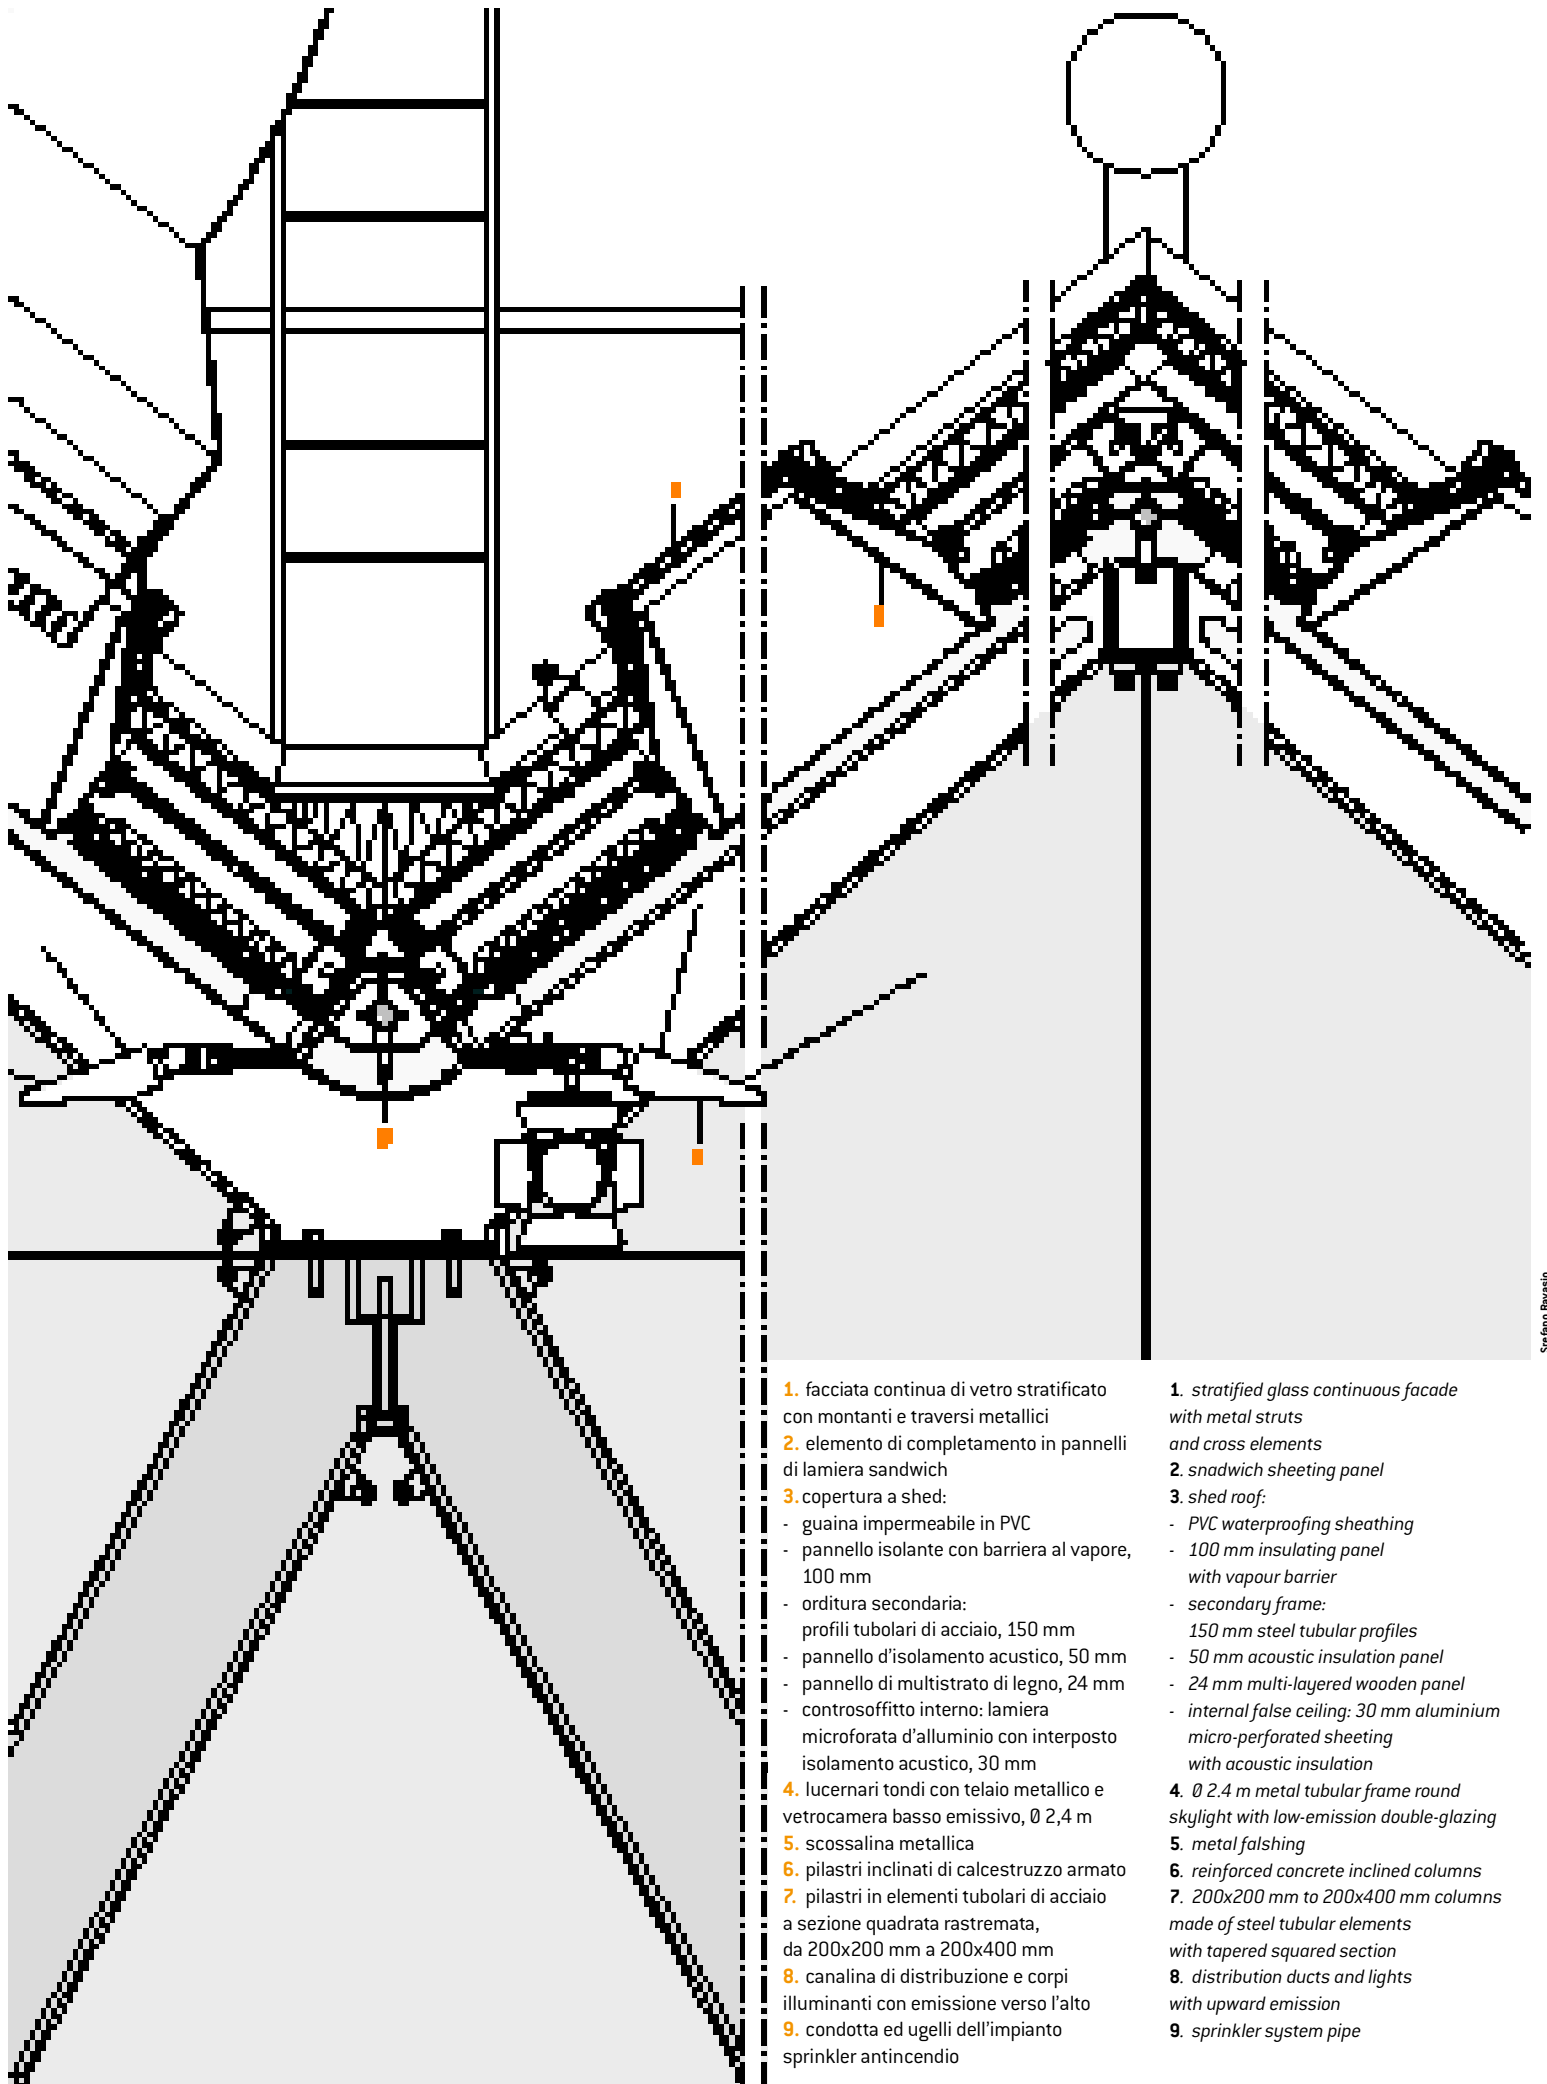 Stefano Ravasio
1. facciata continua di vetro stratificato
con montanti e traversi metallici
2. elemento di completamento in pannelli
di lamiera sandwich
3. copertura a shed:
- guaina impermeabile in PVC
- pannello isolante con barriera al vapore,
100 mm
- orditura secondaria:
profili tubolari di acciaio, 150 mm
- pannello d'isolamento acustico, 50 mm
- pannello di multistrato di legno, 24 mm
- controsoffitto interno: lamiera
microforata d'alluminio con interposto
isolamento acustico, 30 mm
4. lucernari tondi con telaio metallico e
vetrocamera basso emissivo, Ø 2,4 m
5. scossalina metallica
6. pilastri inclinati di calcestruzzo armato
7. pilastri in elementi tubolari di acciaio
a sezione quadrata rastremata,
da 200x200 mm a 200x400 mm
8. canalina di distribuzione e corpi
illuminanti con emissione verso l'alto
9. condotta ed ugelli dell'impianto
sprinkler antincendio
1. stratified glass continuous facade
with metal struts
and cross elements
2. snadwich sheeting panel
3. shed roof:
- PVC waterproofing sheathing
- 100 mm insulating panel
with vapour barrier
- secondary frame:
150 mm steel tubular profiles
- 50 mm acoustic insulation panel
- 24 mm multi-layered wooden panel
- internal false ceiling: 30 mm aluminium
micro-perforated sheeting
with acoustic insulation
4. Ø 2.4 m metal tubular frame round
skylight with low-emission double-glazing
5. metal falshing
6. reinforced concrete inclined columns
7. 200x200 mm to 200x400 mm columns
made of steel tubular elements
with tapered squared section
8. distribution ducts and lights
with upward emission
9. sprinkler system pipe